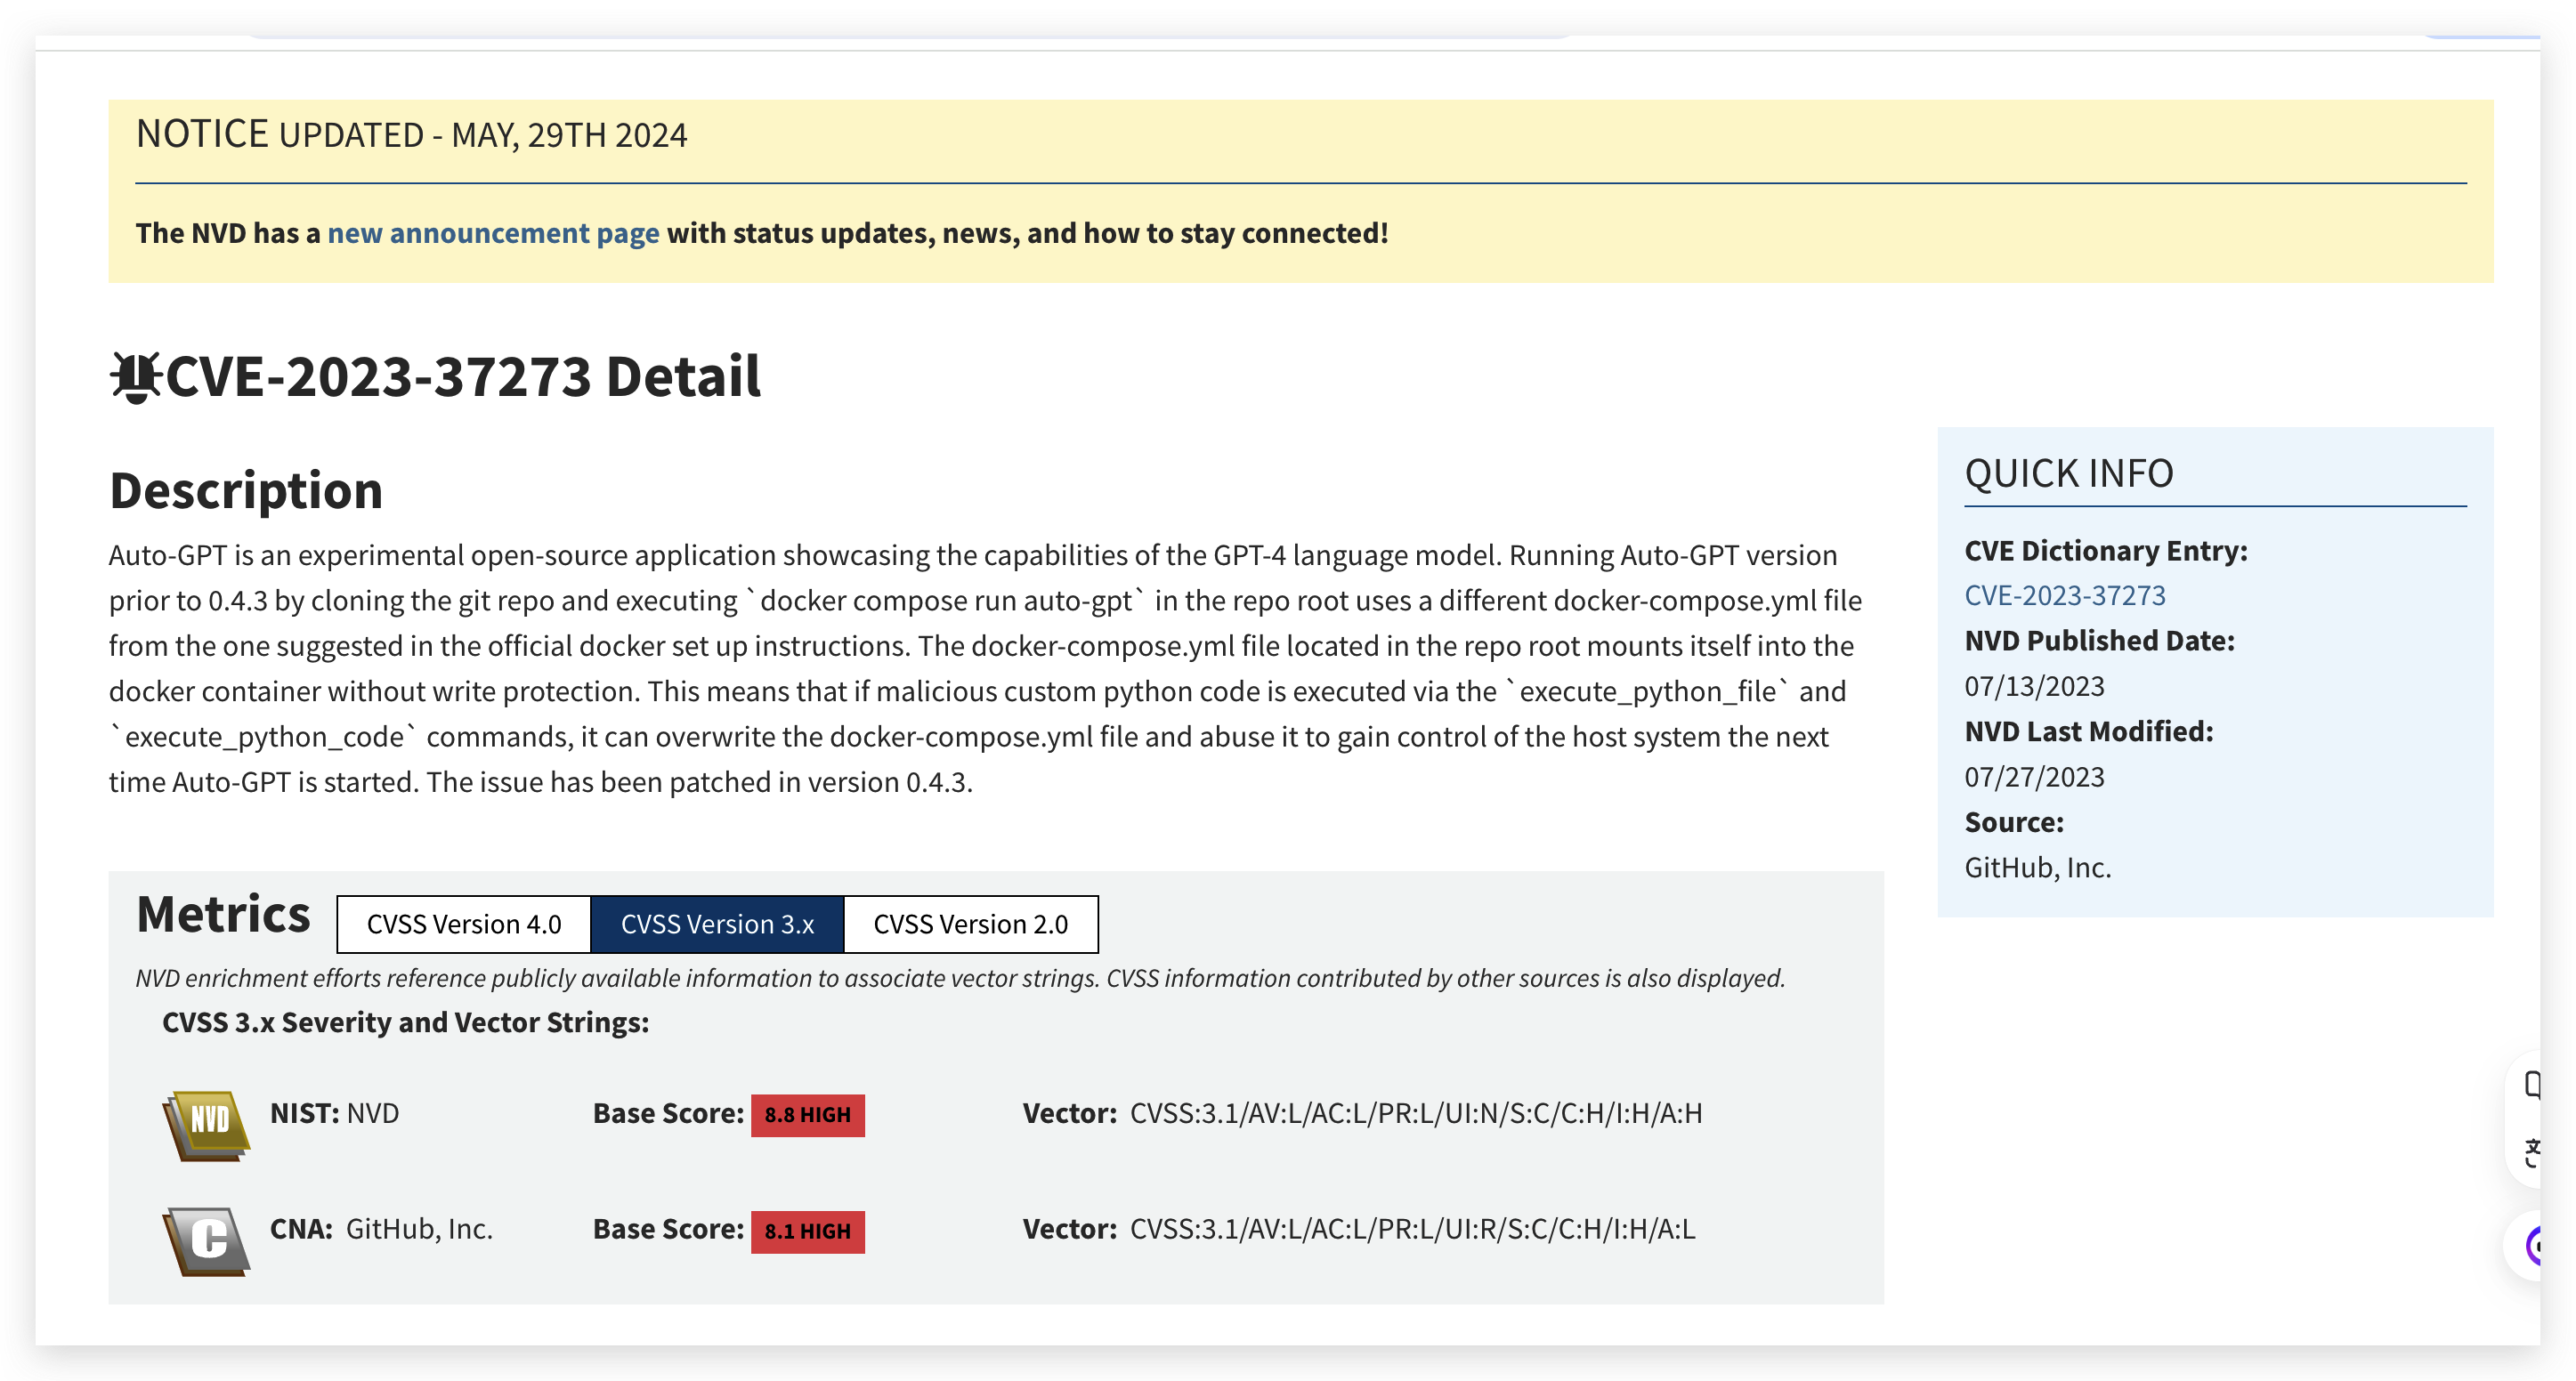 NOTICE UPDATED - MAY, 29TH 2024
The NVD has a new announcement page with status updates, news, and how to stay connected!
CVE-2023-37273 Detail
Description
Auto-GPT is an experimental open-source application showcasing the capabilities of the GPT-4 language model. Running Auto-GPT version
prior to 0.4.3 by cloning the git repo and executing `docker compose run auto-gpt` in the repo root uses a different docker-compose.yml file
from the one suggested in the official docker set up instructions. The docker-compose.yml file located in the repo root mounts itself into the
docker container without write protection. This means that if malicious custom python code is executed via the `execute_python_file` and
`execute_python_code` commands, it can overwrite the docker-compose.yml file and abuse it to gain control of the host system the next
time Auto-GPT is started. The issue has been patched in version 0.4.3.
QUICK INFO
CVE Dictionary Entry:
CVE-2023-37273
NVD Published Date:
07/13/2023
NVD Last Modified:
07/27/2023
Source:
GitHub, Inc.
Metrics CVSS Version 4.0 CVSS Version 3.x CVSS Version 2.0
NVD enrichment efforts reference publicly available information to associate vector strings. CVSS information contributed by other sources is also displayed.
CVSS 3.x Severity and Vector Strings:
NVD NIST: NVD Base Score: 8.8 HIGH Vector: CVSS:3.1/AV:L/AC:L/PR:L/UI:N/S:C/C:H/I:H/A:H
C CNA: GitHub, Inc. Base Score: 8.1 HIGH Vector: CVSS:3.1/AV:L/AC:L/PR:L/UI:R/S:C/C:H/I:H/A:L